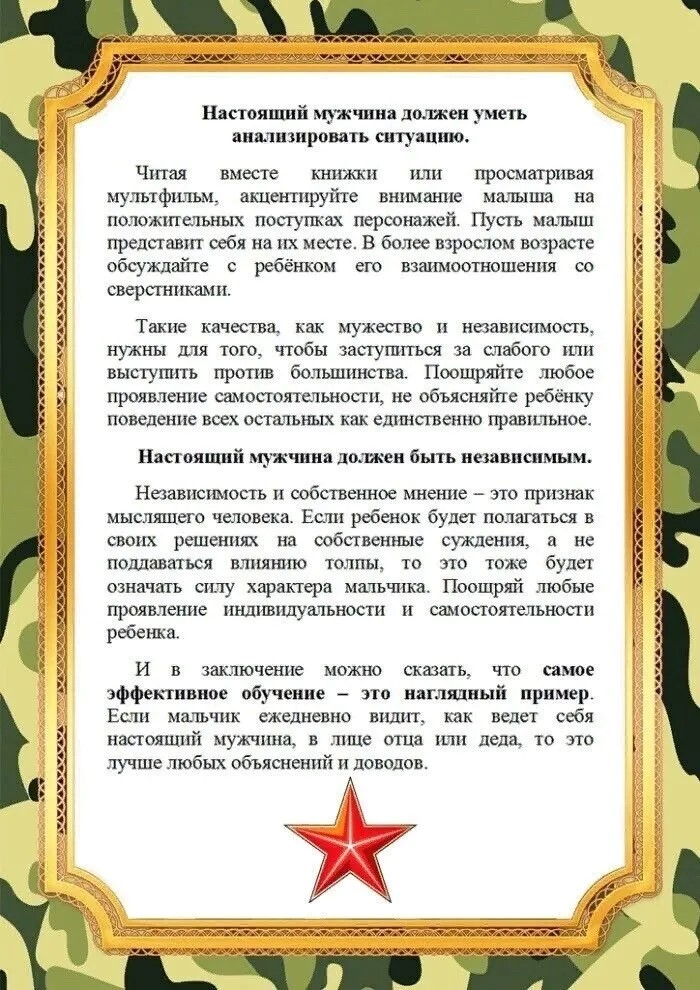 Настоящий мужчина должен уметь
анализировать ситуацию.
Читая вместе книжки или просматривая
мультфильм, акцентируйте внимание малыша на
положительных поступках персонажей. Пусть малыш
представит себя на их месте. В более взрослом возрасте
обсуждайте с ребёнком его взаимоотношения со
сверстниками.
Такие качества, как мужество и независимость,
нужны для того, чтобы заступиться за слабого или
выступить против большинства. Поощряйте любое
проявление самостоятельности, не объясняйте ребёнку
поведение всех остальных как единственно правильное.
Настоящий мужчина должен быть независимым.
Независимость и собственное мнение – это признак
мыслящего человека. Если ребенок будет полагаться в
своих решениях на собственные суждения, а не
поддаваться влиянию толпы, то это тоже будет
означать силу характера мальчика. Поощряй любые
проявление индивидуальности и самостоятельности
ребенка.
И в заключение можно сказать, что самое
эффективное обучение – это наглядный пример.
Если мальчик ежедневно видит, как ведет себя
настоящий мужчина, в лице отца или деда, то это
лучше любых объяснений и доводов.